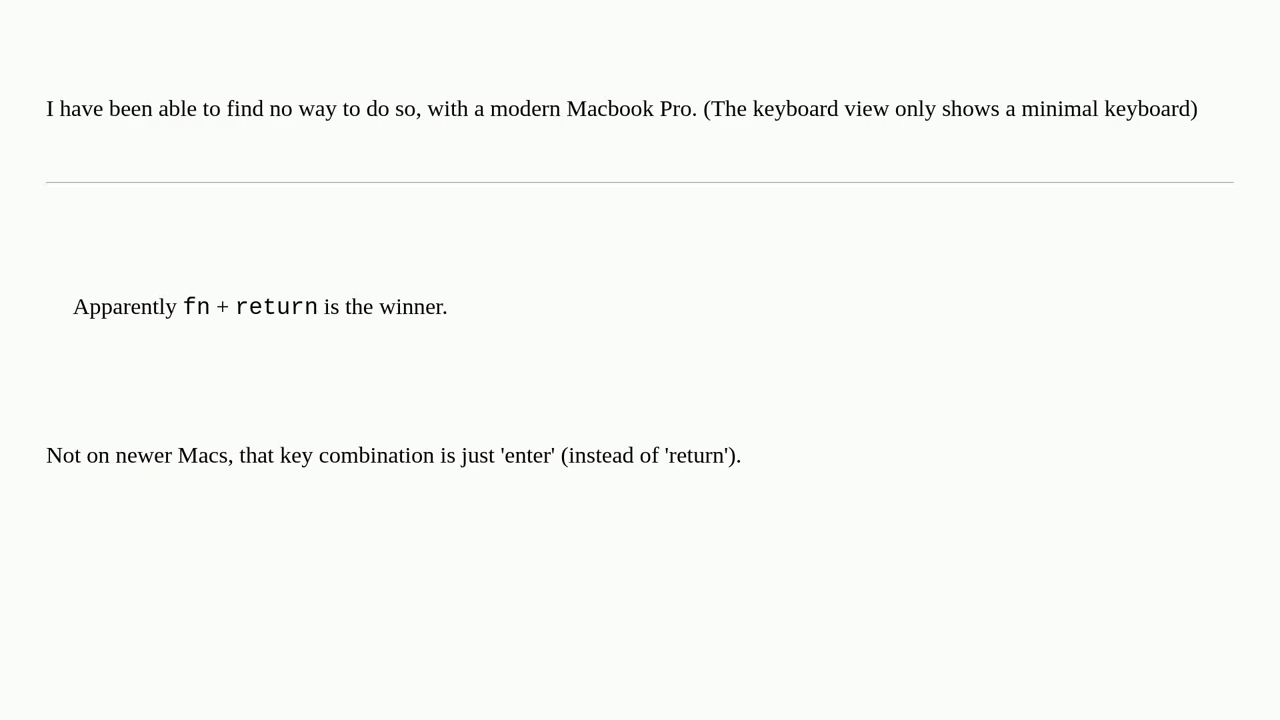 I have been able to find no way to do so, with a modern Macbook Pro. (The keyboard view only shows a minimal keyboard)
Apparently fn + return is the winner.
Not on newer Macs, that key combination is just 'enter' (instead of 'return').